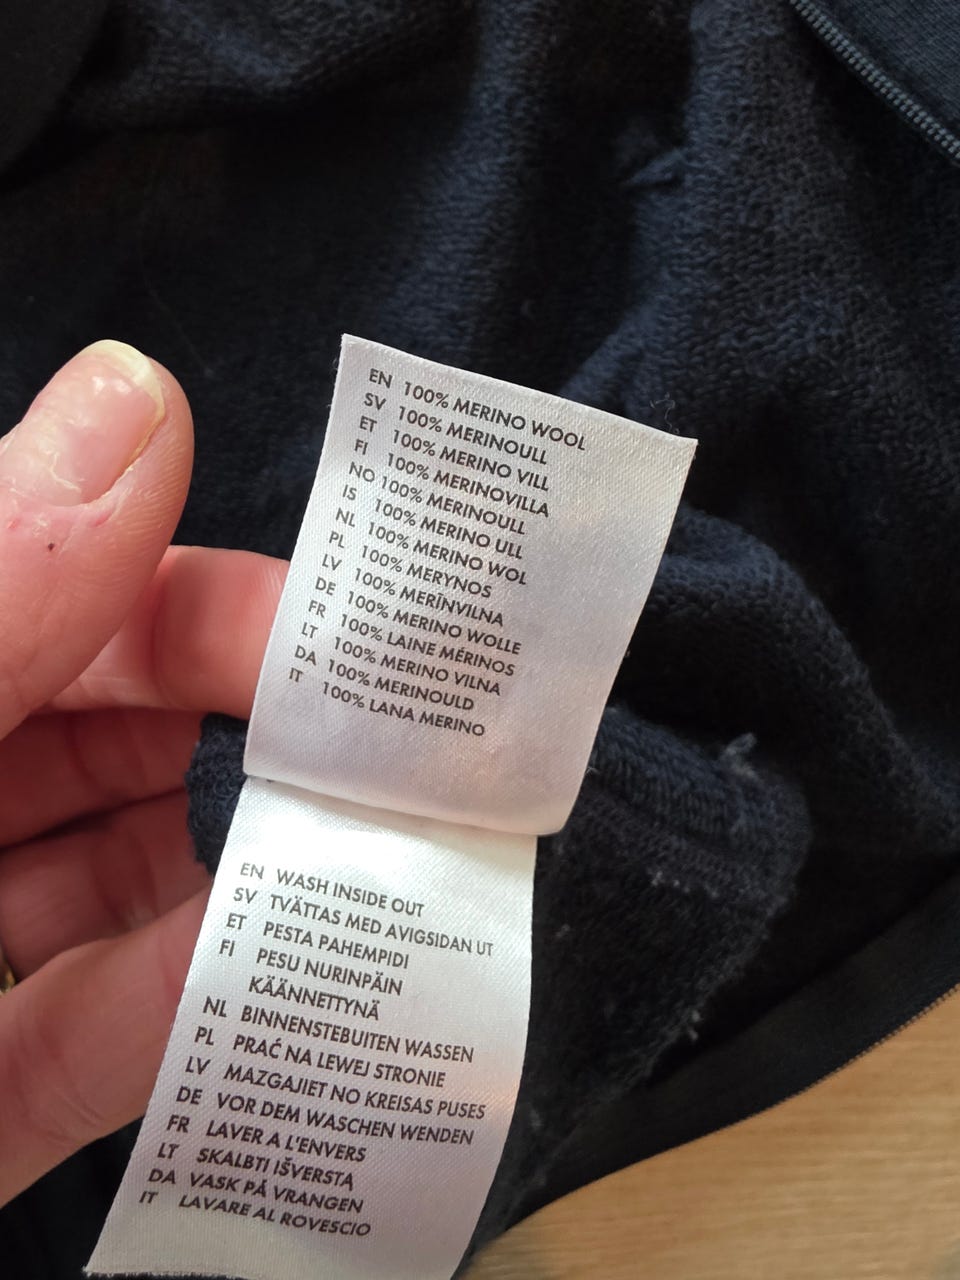 EN 100% MERINO WOOL
SV 100% MERINOULL
ET 100% MERINO VILL
FI 100% MERINOVILLA
NO 100% MERINOULL
IS 100% MERINO ULL
NL 100% MERINO WOL
PL 100% MERYNOS
LV 100% MERĪNVILNA
DE 100% MERINO WOLLE
FR 100% LAINE MÉRINOS
LT 100% MERINO VILNA
DA 100% MERINOULD
IT 100% LANA MERINO
EN WASH INSIDE OUT
SV TVÄTTAS MED AVIGSIDAN UT
ET PESTA PAHEMPIDI
FI PESU NURINPÄIN
KÄÄNNETTYNÄ
NL BINNENSTEBUITEN WASSEN
PL PRAĆ NA LEWEJ STRONIE
LV MAZGAJIET NO KREISAS PUSES
DE VOR DEM WASCHEN WENDEN
FR LAVER A L'ENVERS
LT SKALBTI IŠVERSTĄ
DA VASK PÅ VRANGEN
IT LAVARE AL ROVESCIO